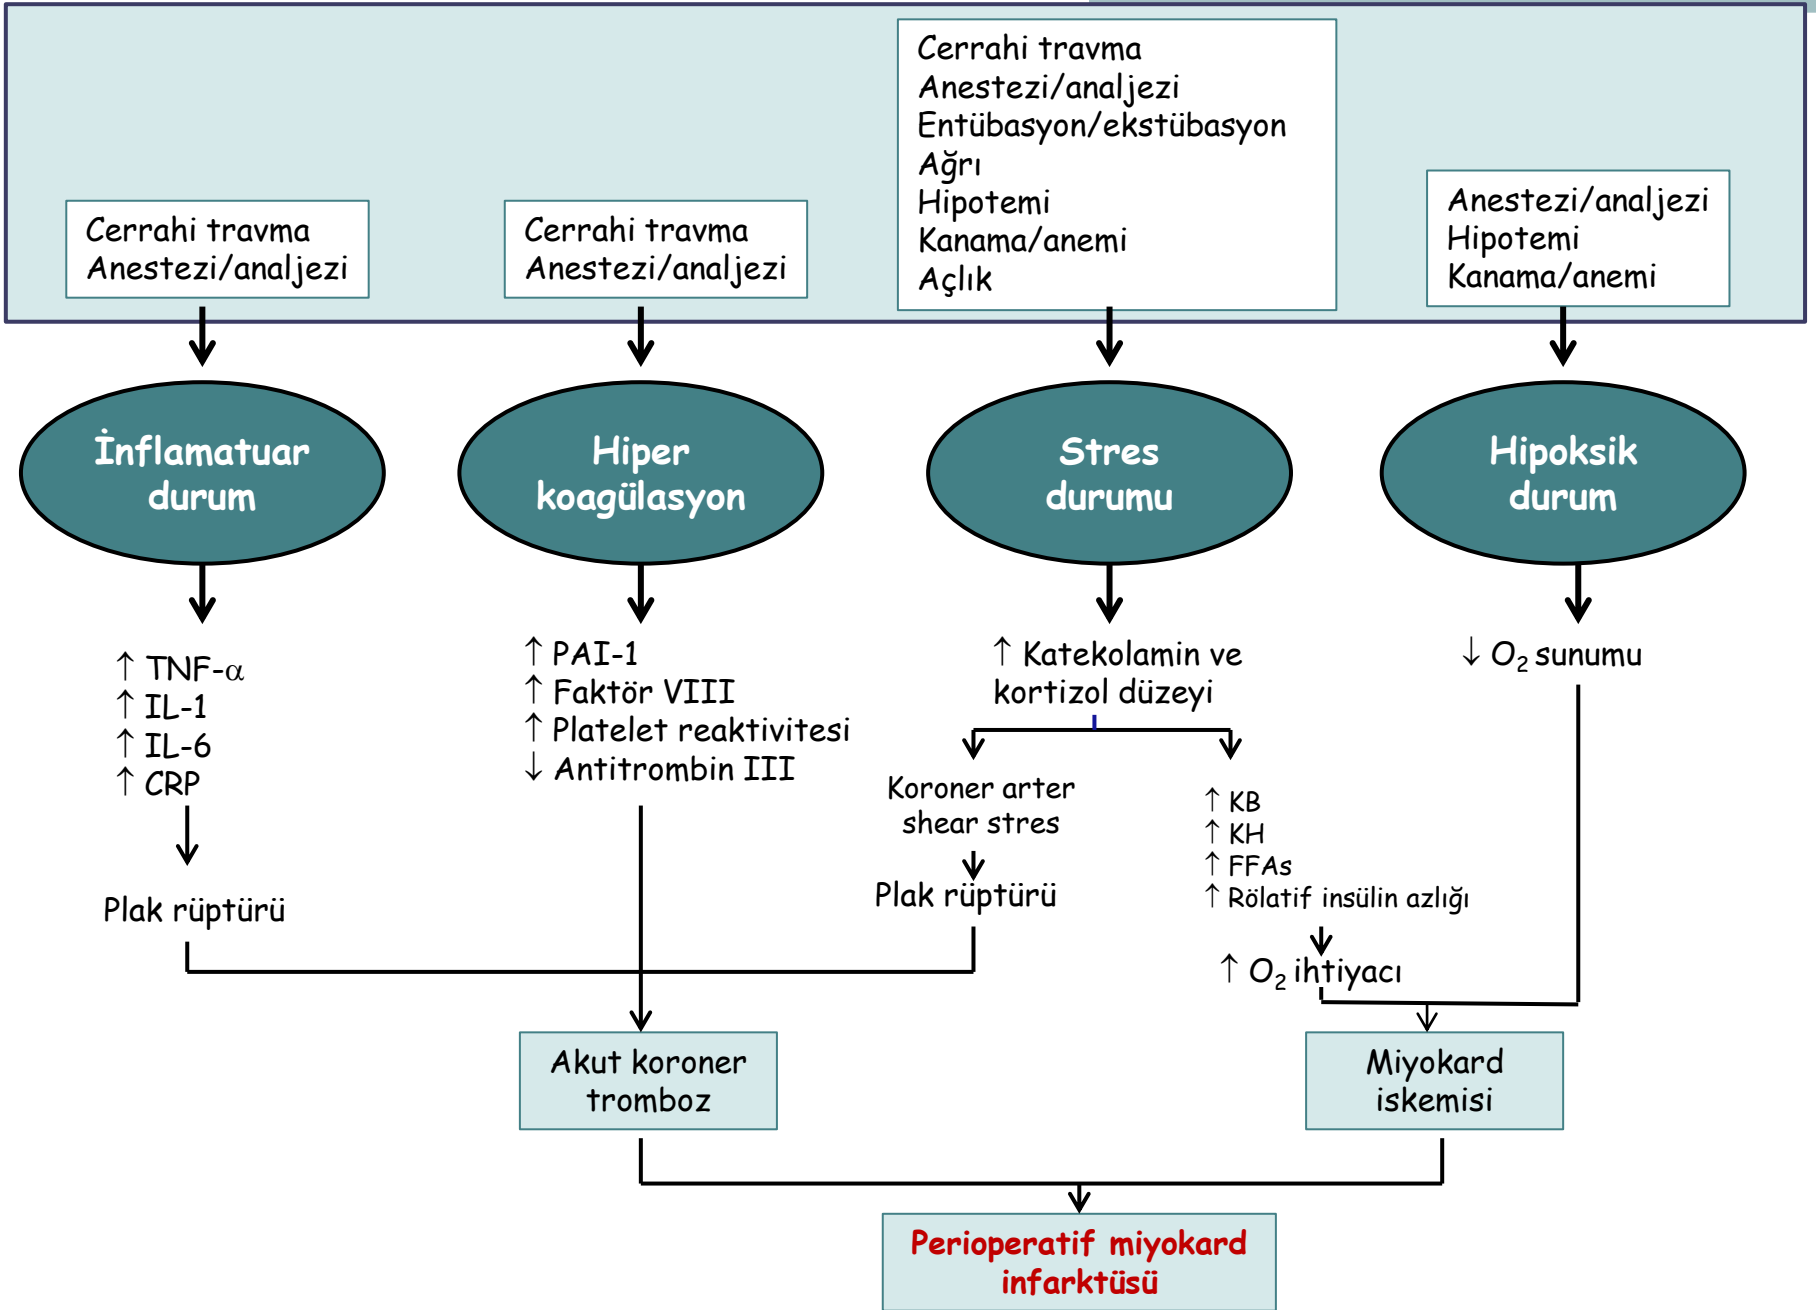 Cerrahi travma
Anestezi/analjezi
Cerrahi travma
Anestezi/analjezi
Cerrahi travma
Anestezi/analjezi
Entübasyon/ekstübasyon
Ağrı
Hipotemi
Kanama/anemi
Açlık
Anestezi/analjezi
Hipotemi
Kanama/anemi
İnflamatuar
durum
Hiper
koagülasyon
Stres
durumu
Hipoksik
durum
↑ TNF-α
↑ IL-1
↑ IL-6
↑ CRP
Plak rüptürü
↑ PAI-1
↑ Faktör VIII
↑ Platelet reaktivitesi
↓ Antitrombin III
↑ Katekolamin ve
kortizol düzeyi
Koroner arter
shear stres
Plak rüptürü
↑ KB
↑ KH
↑ FFAs
↑ Rölatif insülin azlığı
↑ O₂ ihtiyacı
↓ O₂ sunumu
Akut koroner
tromboz
Miyokard
iskemisi
Perioperatif miyokard
infarktüsü